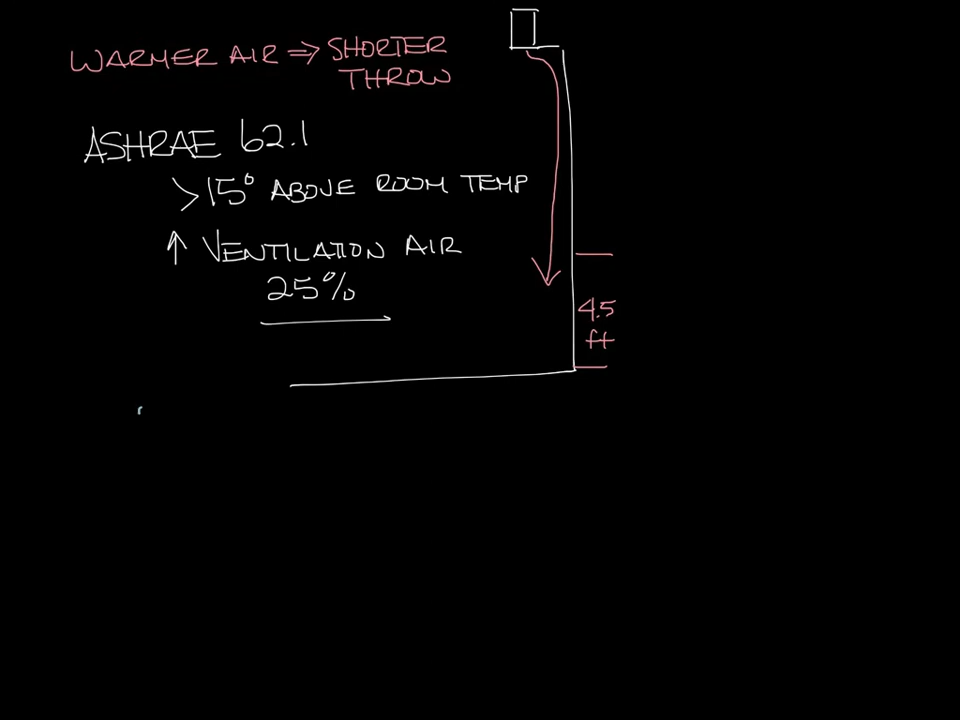 WARMER AIR ⇒ SHORTER
THROW
ASHRAE 62.1
>15° ABOVE ROOM TEMP
↑ VENTILATION AIR
25%
4.5
ft